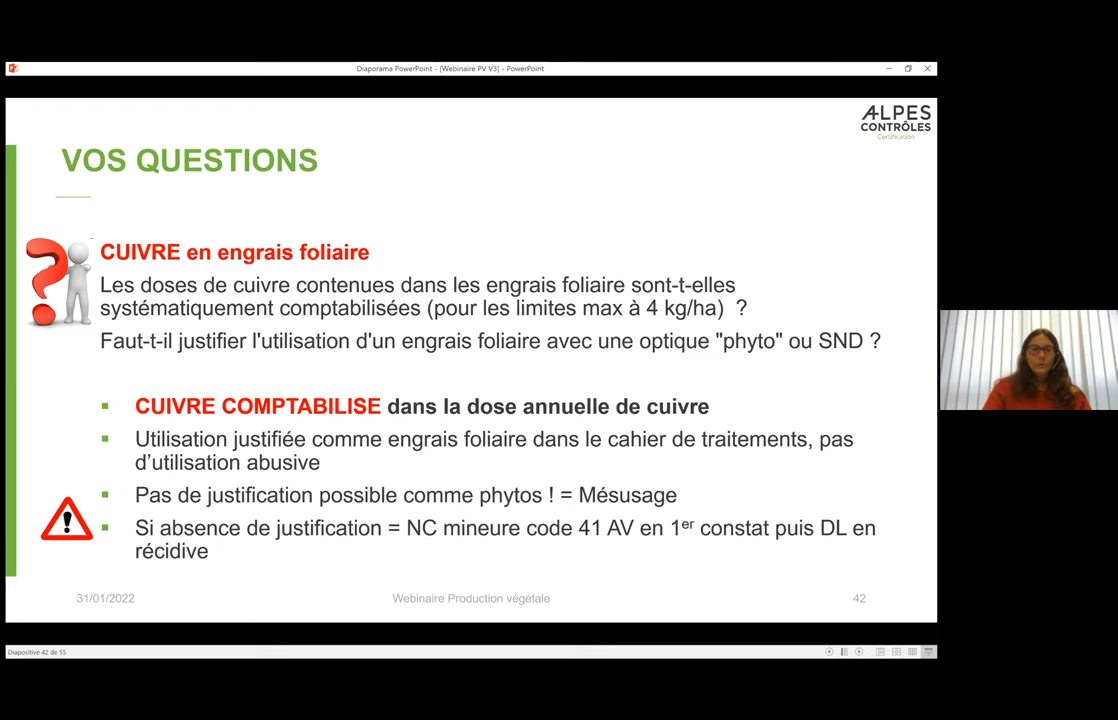 Diaporama PowerPoint - [Webinaire PV V3] - PowerPoint
ALPES
CONTRÔLES
Certification
VOS QUESTIONS
CUIVRE en engrais foliaire
Les doses de cuivre contenues dans les engrais foliaire sont-t-elles
systématiquement comptabilisées (pour les limites max à 4 kg/ha) ?
Faut-t-il justifier l'utilisation d'un engrais foliaire avec une optique "phyto" ou SND ?
CUIVRE COMPTABILISE dans la dose annuelle de cuivre
Utilisation justifiée comme engrais foliaire dans le cahier de traitements, pas
d’utilisation abusive
Pas de justification possible comme phytos ! = Mésusage
Si absence de justification = NC mineure code 41 AV en 1er constat puis DL en
récidive
31/01/2022
Webinaire Production végétale
42
Diapositive 42 de 55